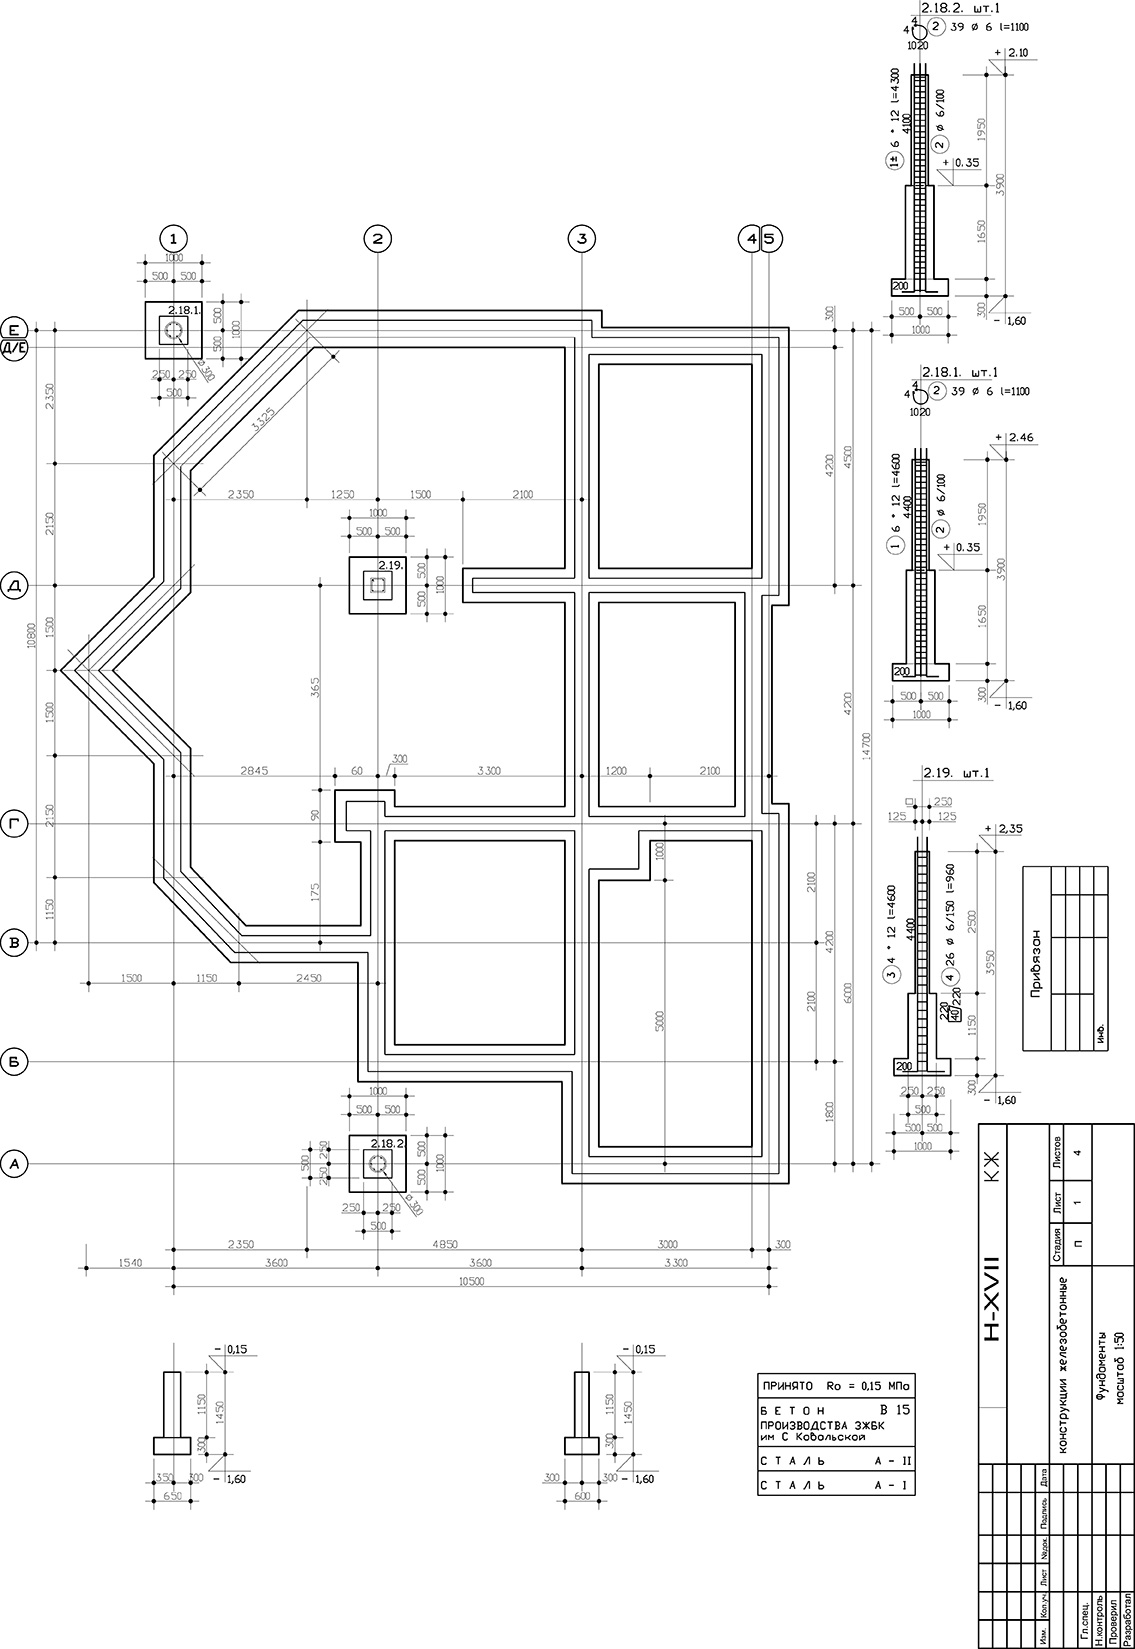 2.18.2. шт.1
4
4
2 39 ø 6 l=1100
1020
+ 2.10
1± 6 * 12 l=4300
4100
2 ø 6/100
1950
3900
+ 0.35
1650
200
500 500
1000
300
- 1,60
2.18.1. шт.1
4
4
2 39 ø 6 l=1100
1020
+ 2.46
1 6 * 12 l=4600
4400
2 ø 6/100
1950
3900
+ 0.35
1650
200
500 500
1000
300
- 1,60
2.19. шт.1
□ 250
125 125
+ 2,35
3 4 * 12 l=4600
4400
4 26 ø 6/150 l=960
2500
3950
220
40
220
1150
200
300
250 250
500
500 500
1000
- 1,60
1 2 3 4 5
1000
500 500
2.18.1.
500
500
1000
ø 300
250 250
500
Е
Д/Е
Д
Г
В
Б
А
2350
2150
1500
10800
1500
2150
1150
3325
2350 1250 1500 2100
1000
500 500
2.19.
500
500
1000
365
2845 60 300 3300 1200 2100
90
175
1000
5000
5000
1500 1150 2450
300
4200
4500
4200
14700
2100
4200
6000
2100
1800
1000
500 500
2.18.2
500
250
250
500
500
1000
ø 300
250 250
500
2350 4850 3000 300
1540 3600 3600 3300
10500
- 0,15
1150
1450
300
350 300
650
- 1,60
- 0,15
1150
1450
300
300 300
600
- 1,60
ПРИНЯТО Ro = 0,15 МПа
БЕТОН В 15
ПРОИЗВОДСТВА ЗЖБК
им С Ковальской
СТАЛЬ А - II
СТАЛЬ А - I
Привязан
Инв.
Н-XVII КЖ
конструкции железобетонные
Стадия Лист Листов
П 1 4
Фундаменты
масштаб 1:50
Изм. Кол.уч. Лист №док. Подпись Дата
Гл.спец.
Н.контроль
Проверил
Разработал